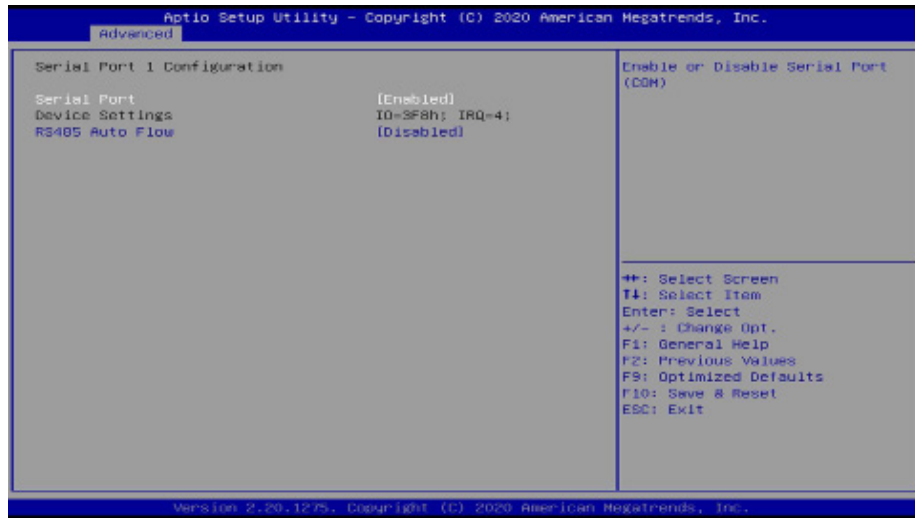 Aptio Setup Utility - Copyright (C) 2020 American Megatrends, Inc.
Advanced
Serial Port 1 Configuration
Serial Port [Enabled]
Device Settings IO=3F8h; IRQ=4;
RS485 Auto Flow [Disabled]
Enable or Disable Serial Port
(COM)
→←: Select Screen
↑↓: Select Item
Enter: Select
+/- : Change Opt.
F1: General Help
F2: Previous Values
F9: Optimized Defaults
F10: Save & Reset
ESC: Exit
Version 2.20.1275. Copyright (C) 2020 American Megatrends, Inc.